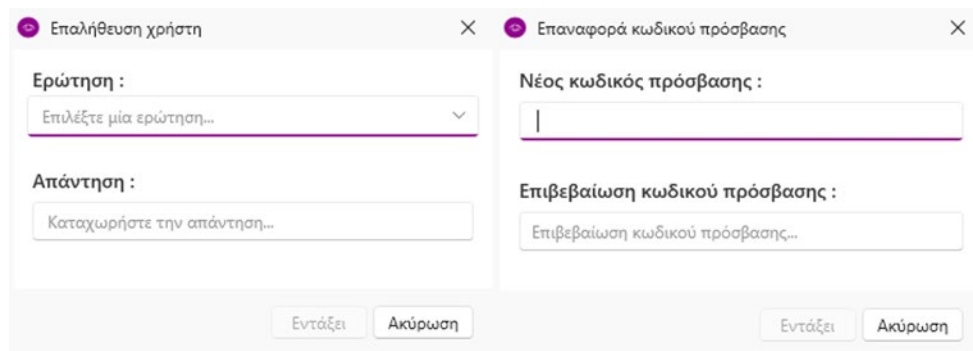 Επαλήθευση χρήστη
Ερώτηση :
Επιλέξτε μία ερώτηση...
Απάντηση :
Καταχωρήστε την απάντηση...
Εντάξει
Ακύρωση
Επαναφορά κωδικού πρόσβασης
Νέος κωδικός πρόσβασης :
Επιβεβαίωση κωδικού πρόσβασης :
Επιβεβαίωση κωδικού πρόσβασης...
Εντάξει
Ακύρωση